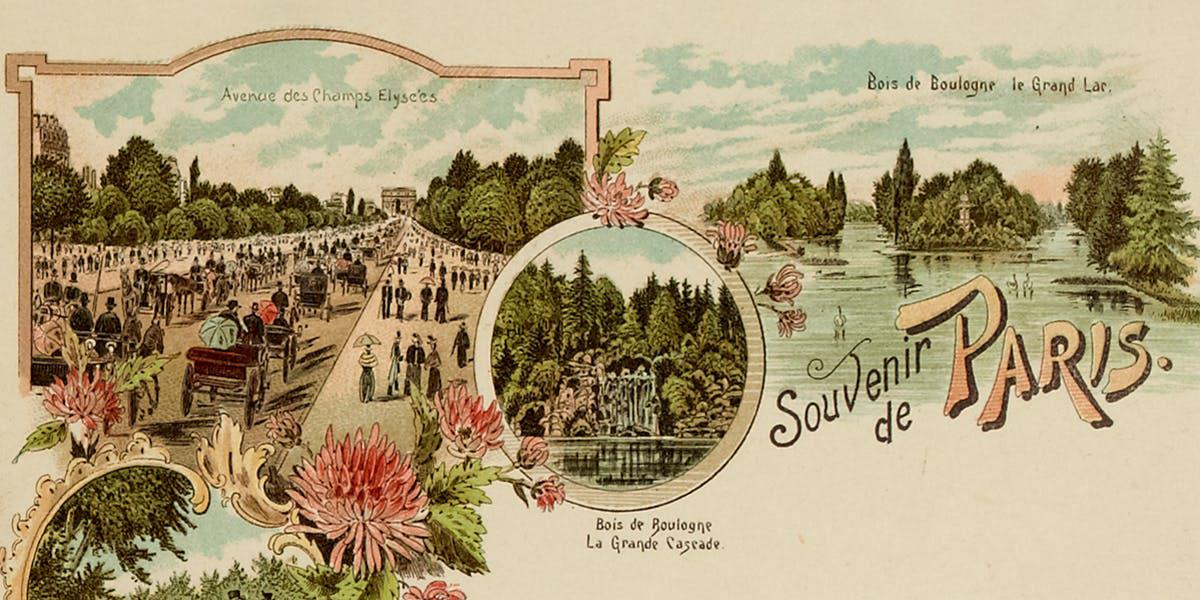 Avenue des Champs Elysées.
Bois de Boulogne le Grand Lac.
Souvenir
de
PARIS.
Bois de Boulogne
La Grande Cascade.